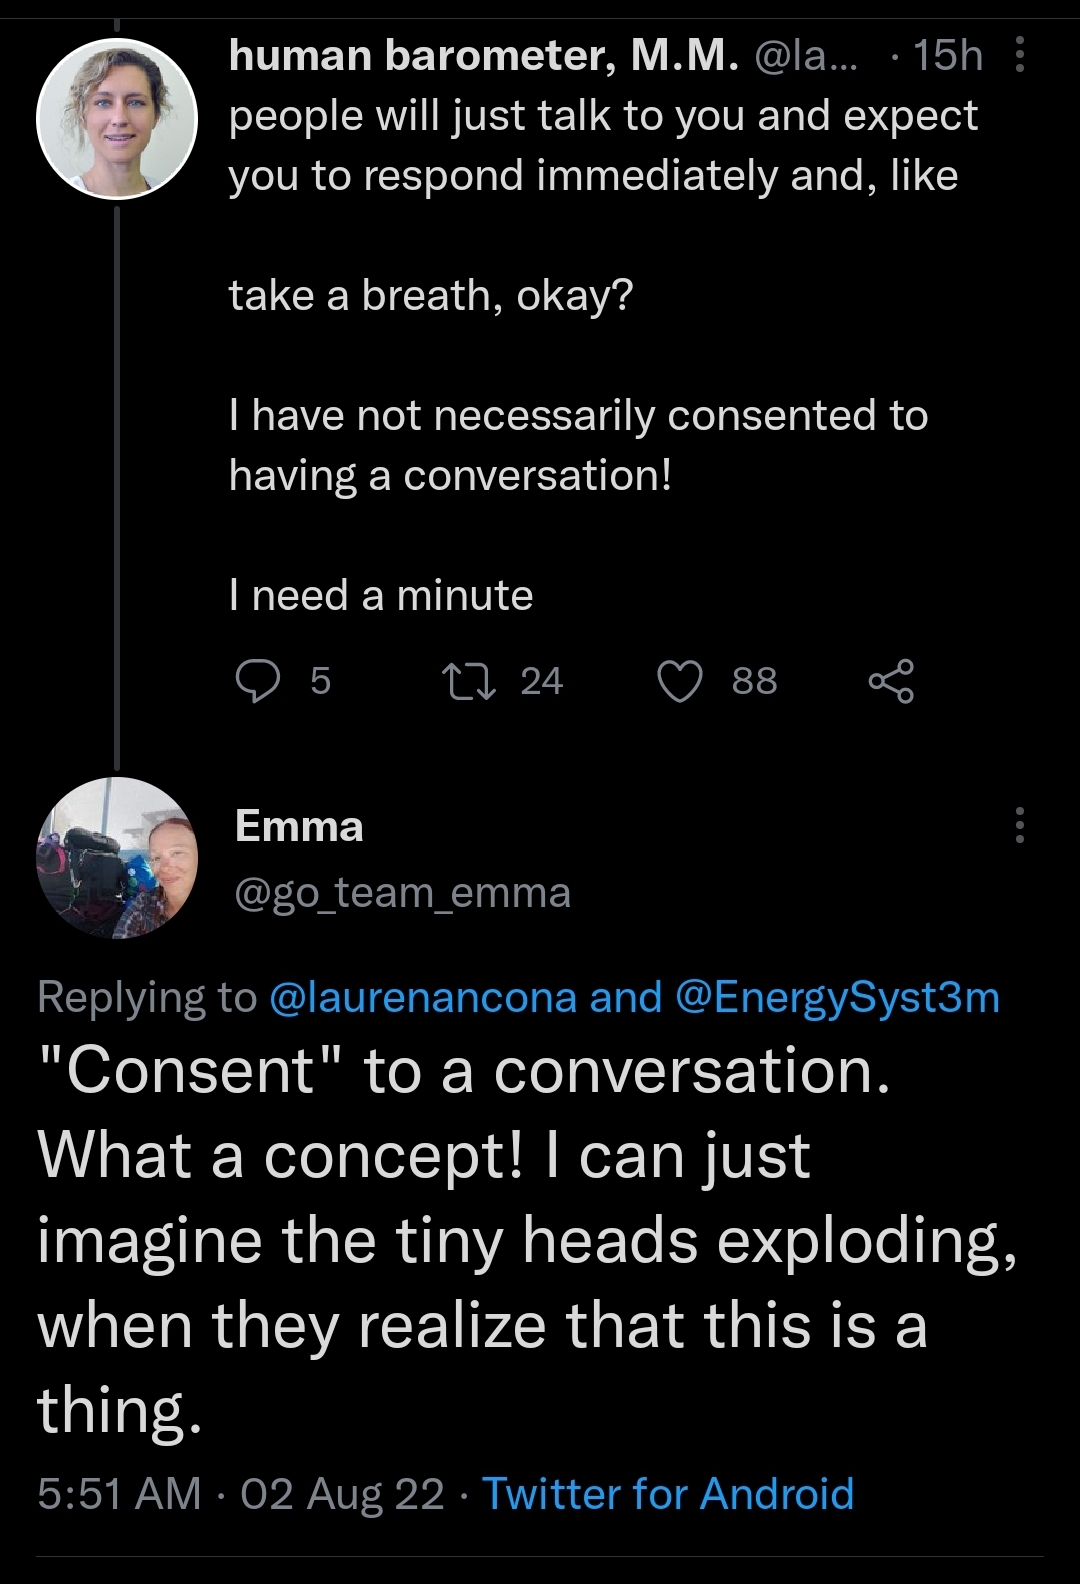 human barometer, M.M. @la... · 15h
people will just talk to you and expect
you to respond immediately and, like
take a breath, okay?
I have not necessarily consented to
having a conversation!
I need a minute
5 24 88
Emma
@go_team_emma
Replying to @laurenancona and @EnergySyst3m
"Consent" to a conversation.
What a concept! I can just
imagine the tiny heads exploding,
when they realize that this is a
thing.
5:51 AM · 02 Aug 22 · Twitter for Android